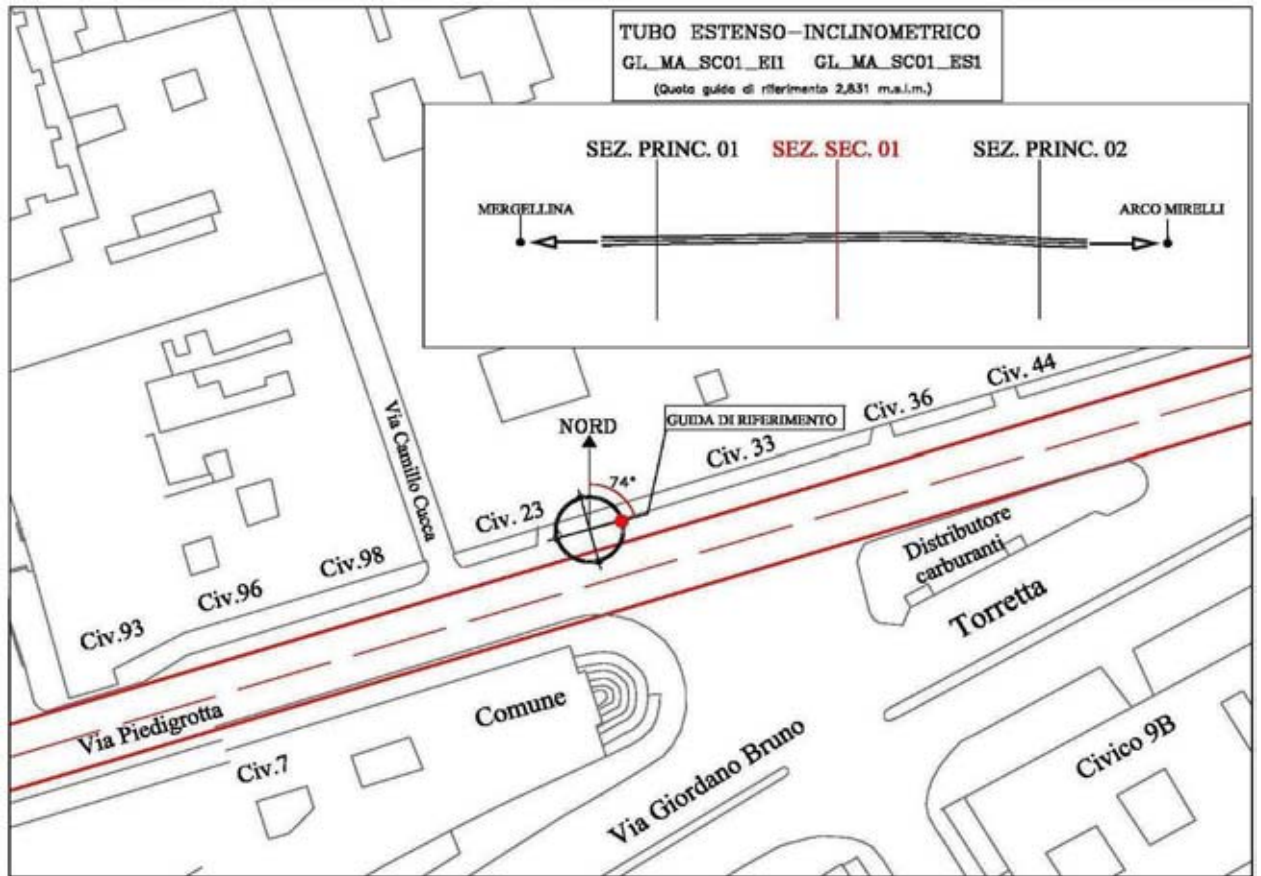 TUBO ESTENSO-INCLINOMETRICO
GL_MA_SC01_EI1 GL_MA_SC01_ES1
(Quota guida di riferimento 2,831 m.s.l.m.)
SEZ. PRINC. 01 SEZ. SEC. 01 SEZ. PRINC. 02
MERGELLINA ARCO MIRELLI
Civ. 44
Civ. 36
GUIDA DI RIFERIMENTO
NORD
Civ. 33
74°
Via Camillo Cucca
Civ. 23
Distributore
carburanti
Civ.98
Civ.96
Torretta
Civ.93
Comune
Via Piedigrotta
Civ.7
Via Giordano Bruno
Civico 9B